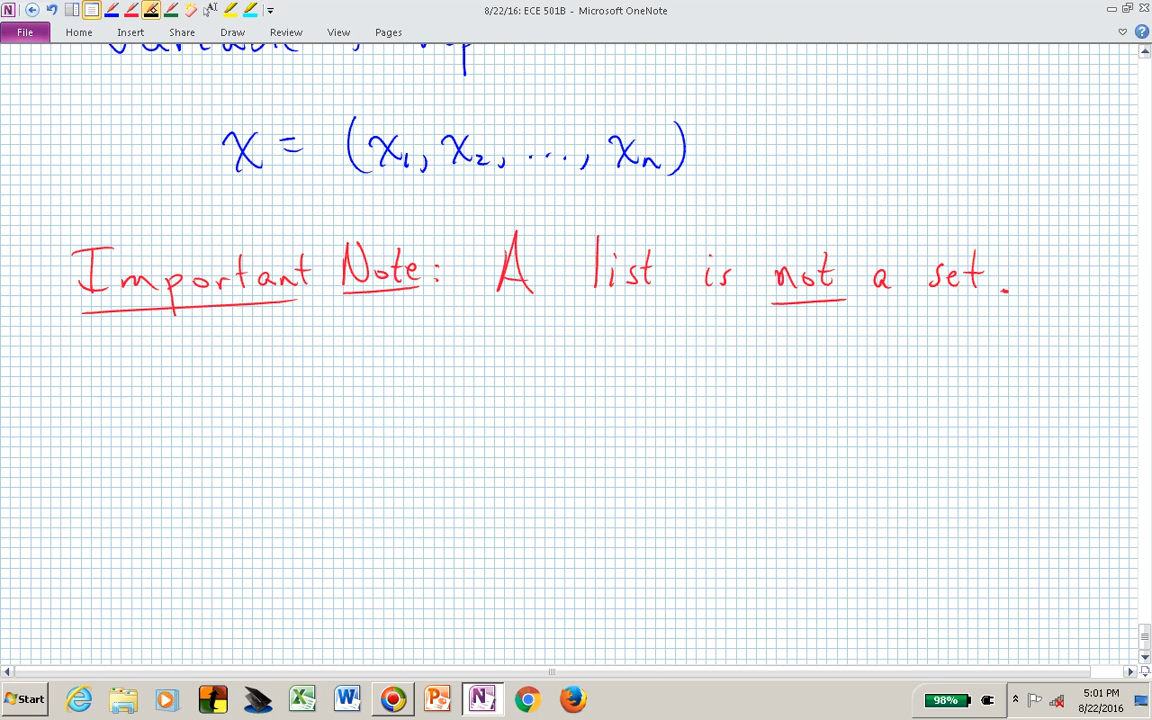 8/22/16: ECE 501B - Microsoft OneNote
File Home Insert Share Draw Review View Pages
x = (x₁, x₂, ..., xₙ)
Important Note: A list is not a set.
Start
98%
5:01 PM
8/22/2016